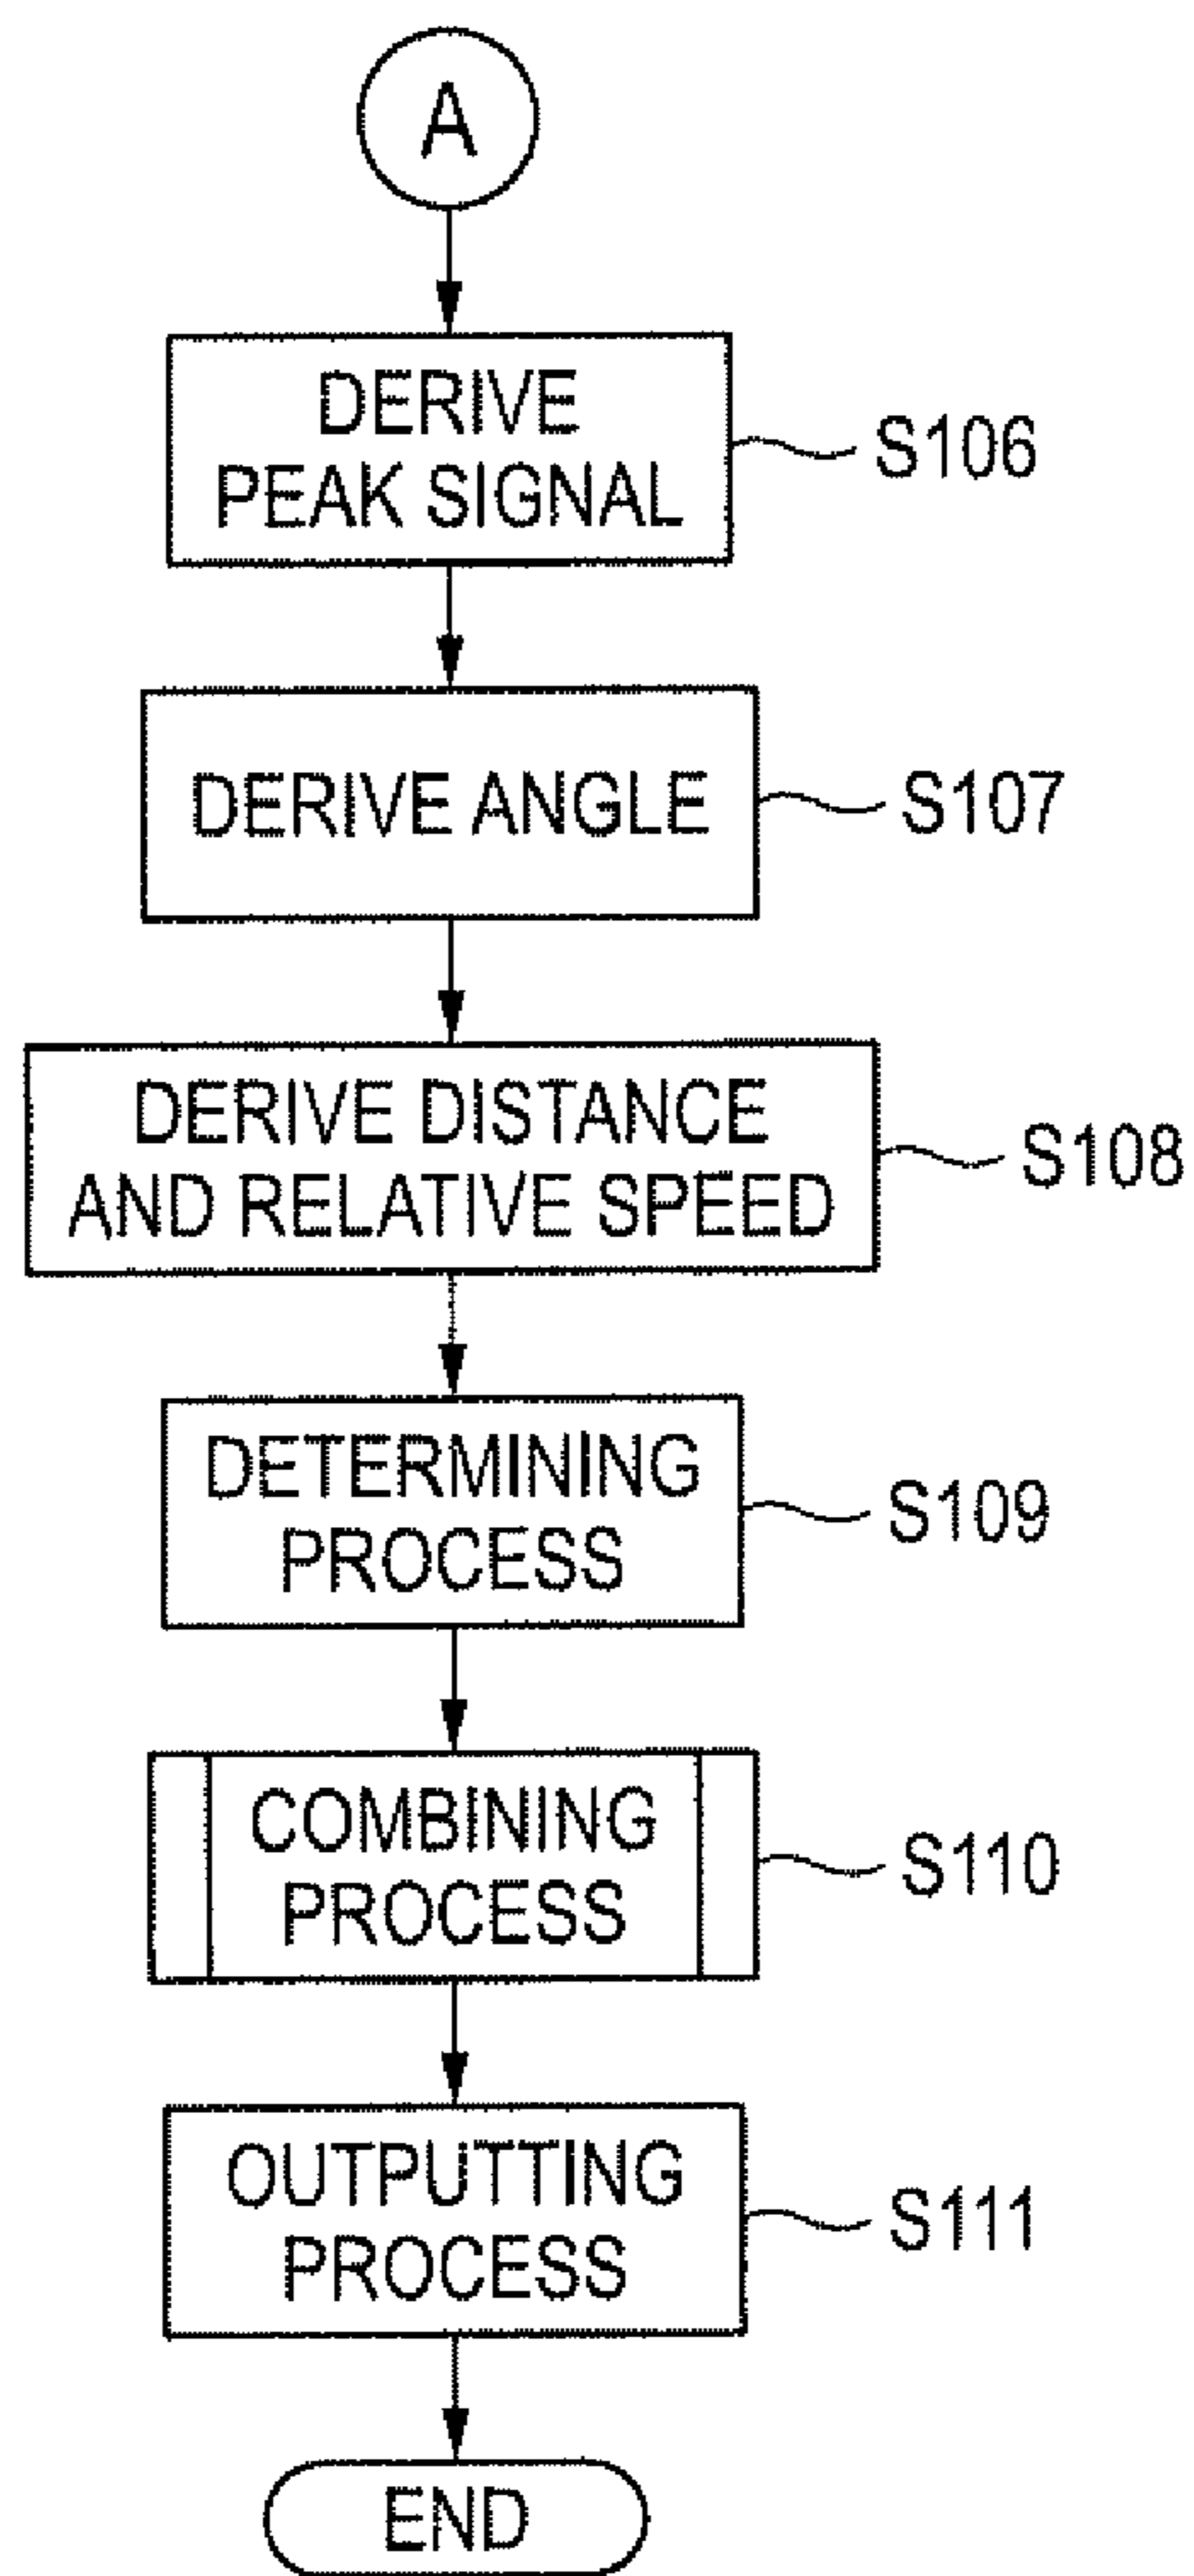 A
DERIVE
PEAK SIGNAL
S106
DERIVE ANGLE
S107
DERIVE DISTANCE
AND RELATIVE SPEED
S108
DETERMINING
PROCESS
S109
COMBINING
PROCESS
S110
OUTPUTTING
PROCESS
S111
END